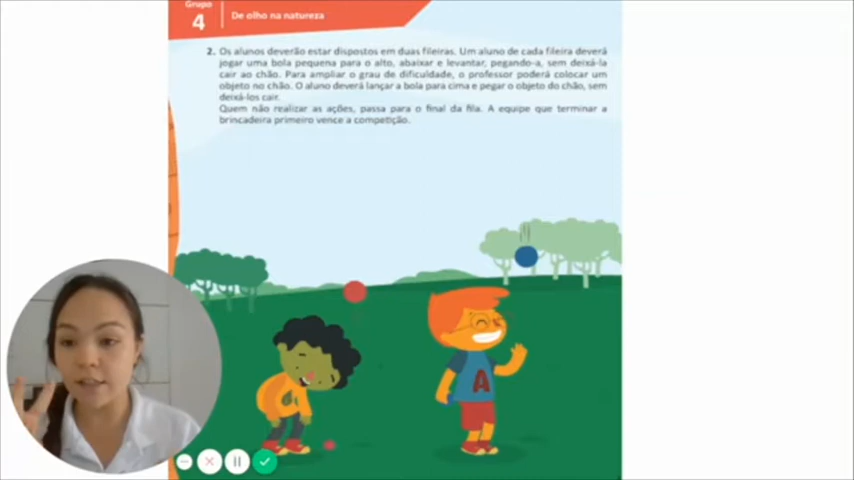 Grupo
4
De olho na natureza
2. Os alunos deverão estar dispostos em duas fileiras. Um aluno de cada fileira deverá
jogar uma bola pequena para o alto, abaixar e levantar, pegando-a, sem deixá-la
cair ao chão. Para ampliar o grau de dificuldade, o professor poderá colocar um
objeto no chão. O aluno deverá lançar a bola para cima e pegar o objeto do chão, sem
deixá-los cair.
Quem não realizar as ações, passa para o final da fila. A equipe que terminar a
brincadeira primeiro vence a competição.
A